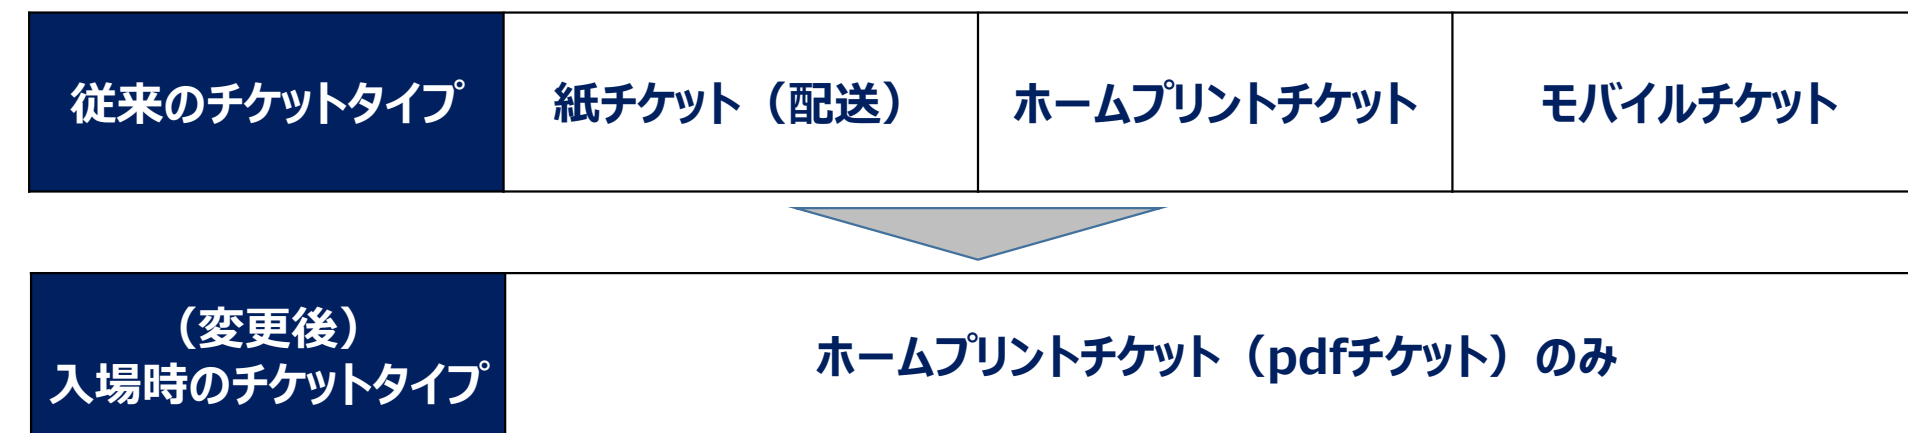 従来のチケットタイプ
紙チケット（配送）
ホームプリントチケット
モバイルチケット
（変更後）
入場時のチケットタイプ
ホームプリントチケット（pdfチケット）のみ